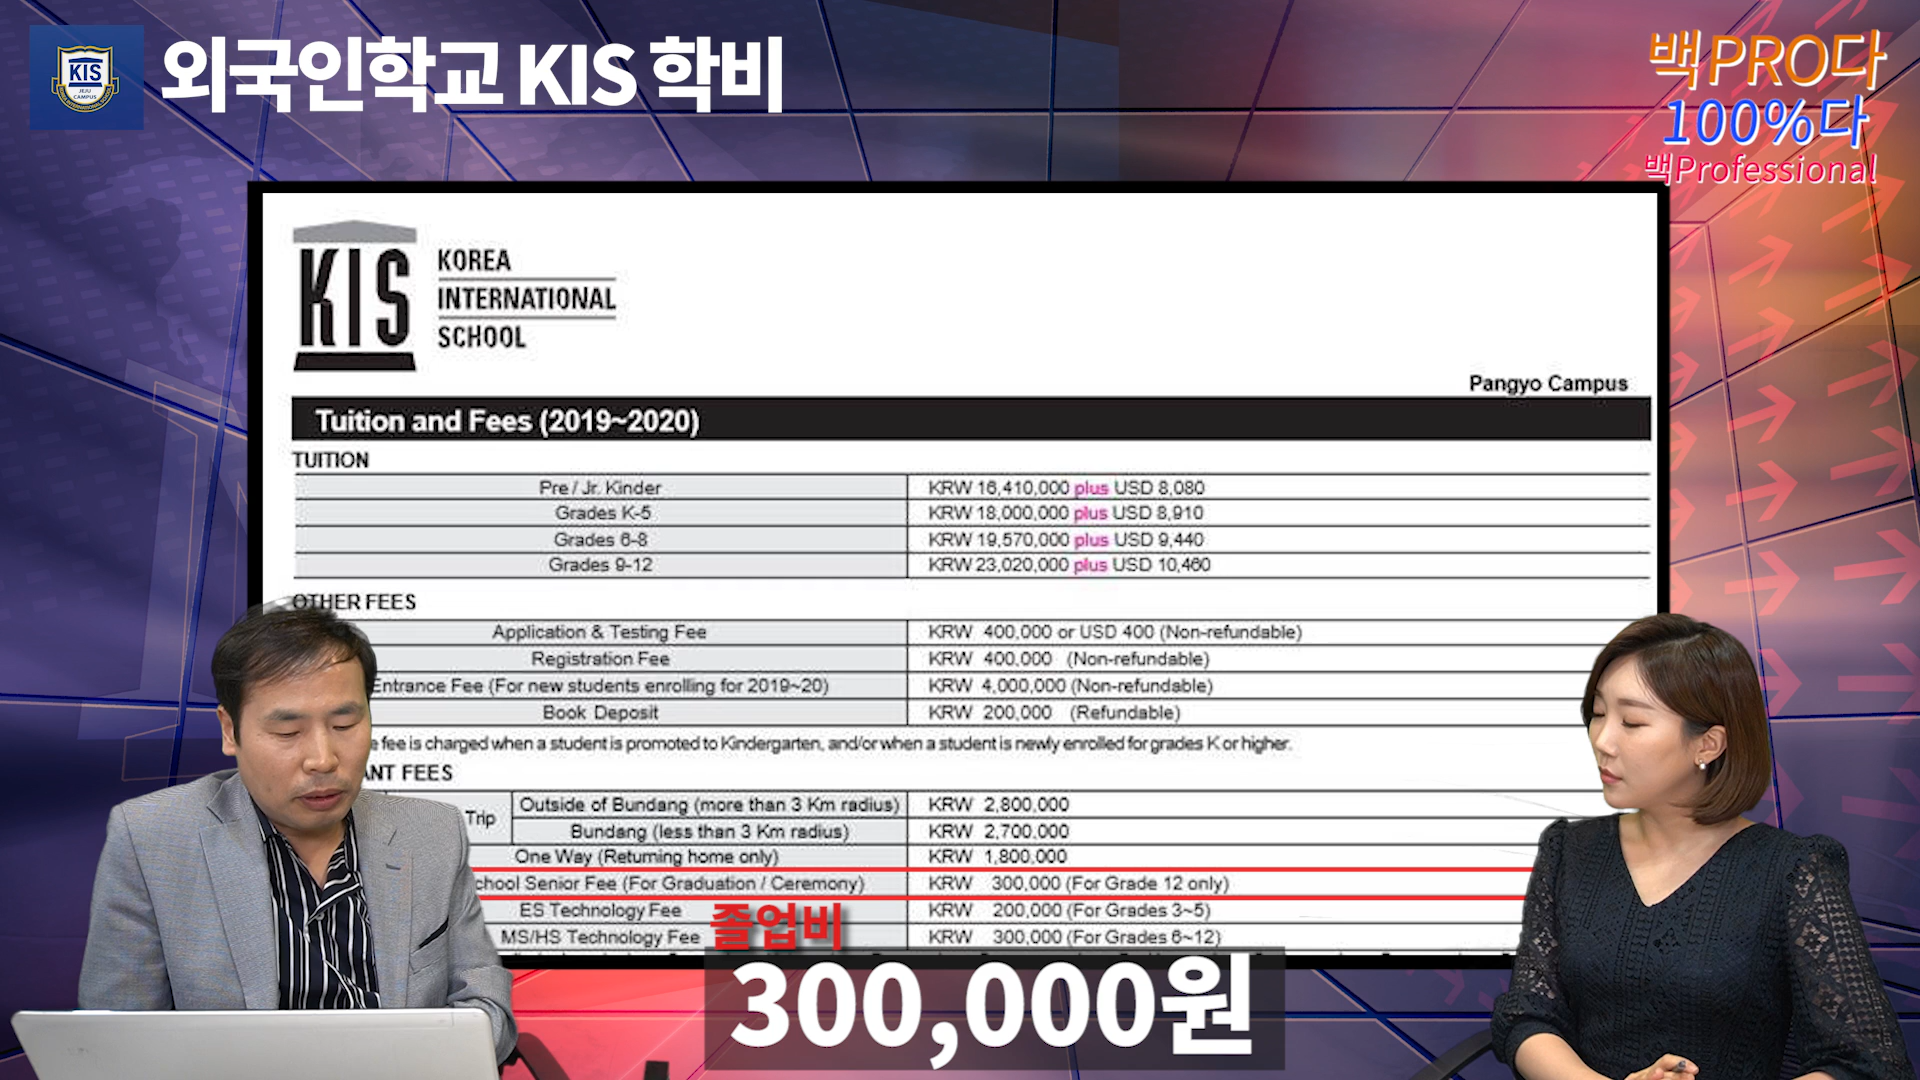 KIS
JEJU
CAMPUS
외국인학교 KIS 학비
백PRO다
100%다
백Professional
KIS
KOREA
INTERNATIONAL
SCHOOL
Pangyo Campus
Tuition and Fees (2019~2020)
TUITION
Pre / Jr. Kinder KRW 16,410,000 plus USD 8,080
Grades K-5 KRW 18,000,000 plus USD 8,910
Grades 6-8 KRW 19,570,000 plus USD 9,440
Grades 9-12 KRW 23,020,000 plus USD 10,460
OTHER FEES
Application & Testing Fee KRW 400,000 or USD 400 (Non-refundable)
Registration Fee KRW 400,000 (Non-refundable)
Entrance Fee (For new students enrolling for 2019~20) KRW 4,000,000 (Non-refundable)
Book Deposit KRW 200,000 (Refundable)
fee is charged when a student is promoted to Kindergarten, and/or when a student is newly enrolled for grades K or higher.
ANT FEES
Trip Outside of Bundang (more than 3 Km radius) KRW 2,800,000
Bundang (less than 3 Km radius) KRW 2,700,000
One Way (Returning home only) KRW 1,800,000
chool Senior Fee (For Graduation / Ceremony) KRW 300,000 (For Grade 12 only)
ES Technology Fee KRW 200,000 (For Grades 3~5)
MS/HS Technology Fee KRW 300,000 (For Grades 6~12)
졸업비
300,000원